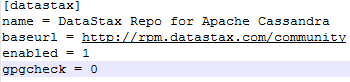 [datastax]
name = DataStax Repo for Apache Cassandra
baseurl = http://rpm.datastax.com/community
enabled = 1
gpgcheck = 0